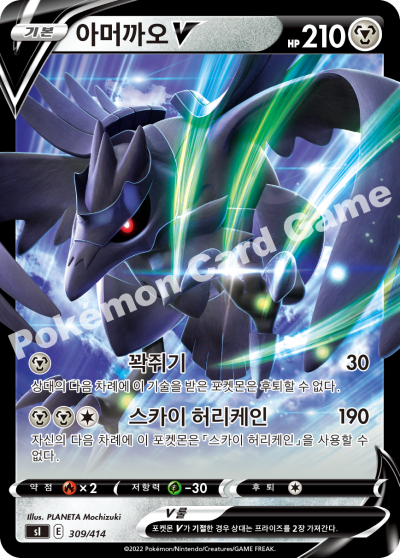 기본 아머까오 V HP 210
Pokémon Card Game
꽉쥐기 30
상대의 다음 차례에 이 기술을 받은 포켓몬은 후퇴할 수 없다.
스카이 허리케인 190
자신의 다음 차례에 이 포켓몬은 「스카이 허리케인」을 사용할
수 없다.
약점 ×2 저항력 -30 후퇴
Illus. PLANETA Mochizuki
V 룰
sI E 309/414
포켓몬 V가 기절한 경우 상대는 프라이즈를 2장 가져간다.
©2022 Pokémon/Nintendo/Creatures/GAME FREAK.